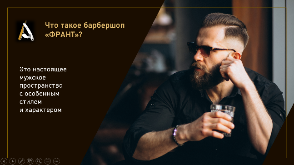 Что такое барбершоп
«ФРАНТ»?
Это настоящее
мужское
пространство
с особенным
стилем
и характером